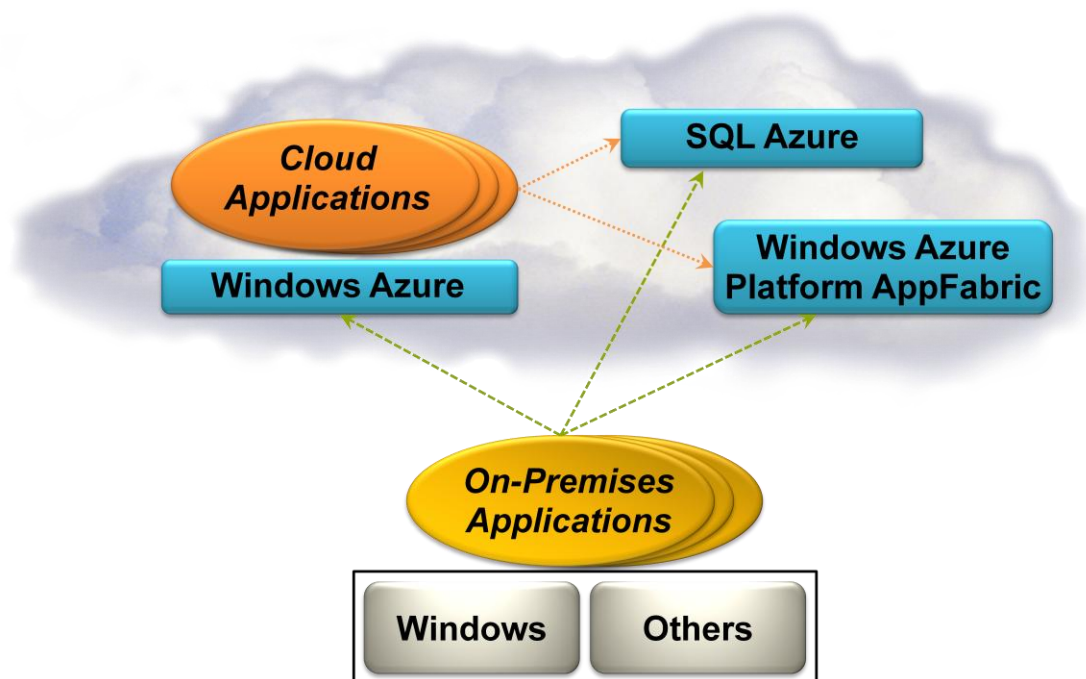 Cloud
Applications
SQL Azure
Windows Azure
Windows Azure
Platform AppFabric
On-Premises
Applications
Windows
Others